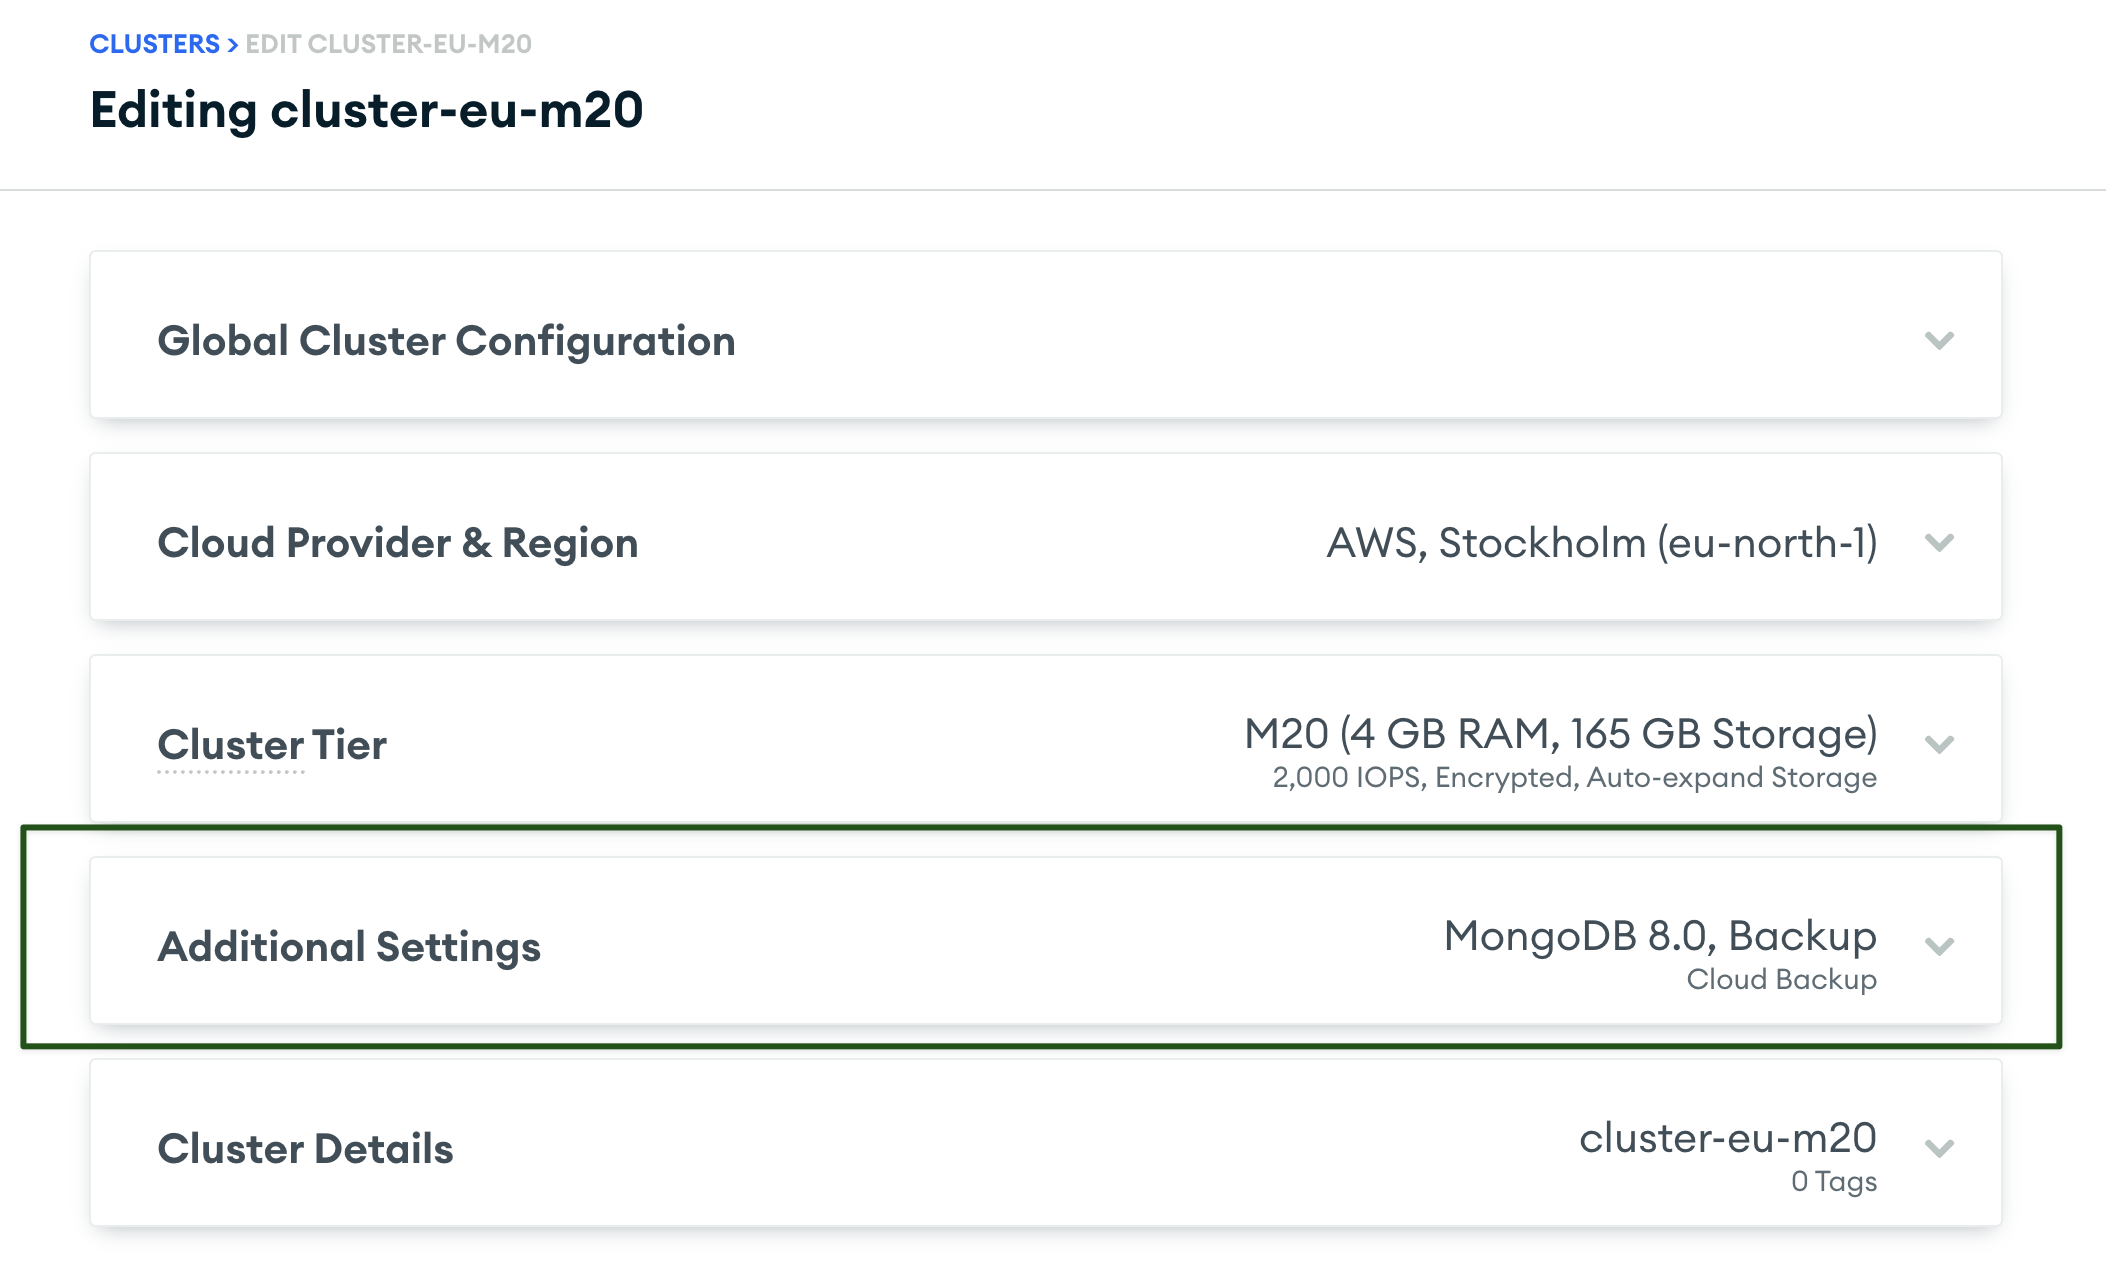 CLUSTERS > EDIT CLUSTER-EU-M20
Editing cluster-eu-m20
Global Cluster Configuration
Cloud Provider & Region
AWS, Stockholm (eu-north-1)
Cluster Tier
M20 (4 GB RAM, 165 GB Storage)
2,000 IOPS, Encrypted, Auto-expand Storage
Additional Settings
MongoDB 8.0, Backup
Cloud Backup
Cluster Details
cluster-eu-m20
0 Tags